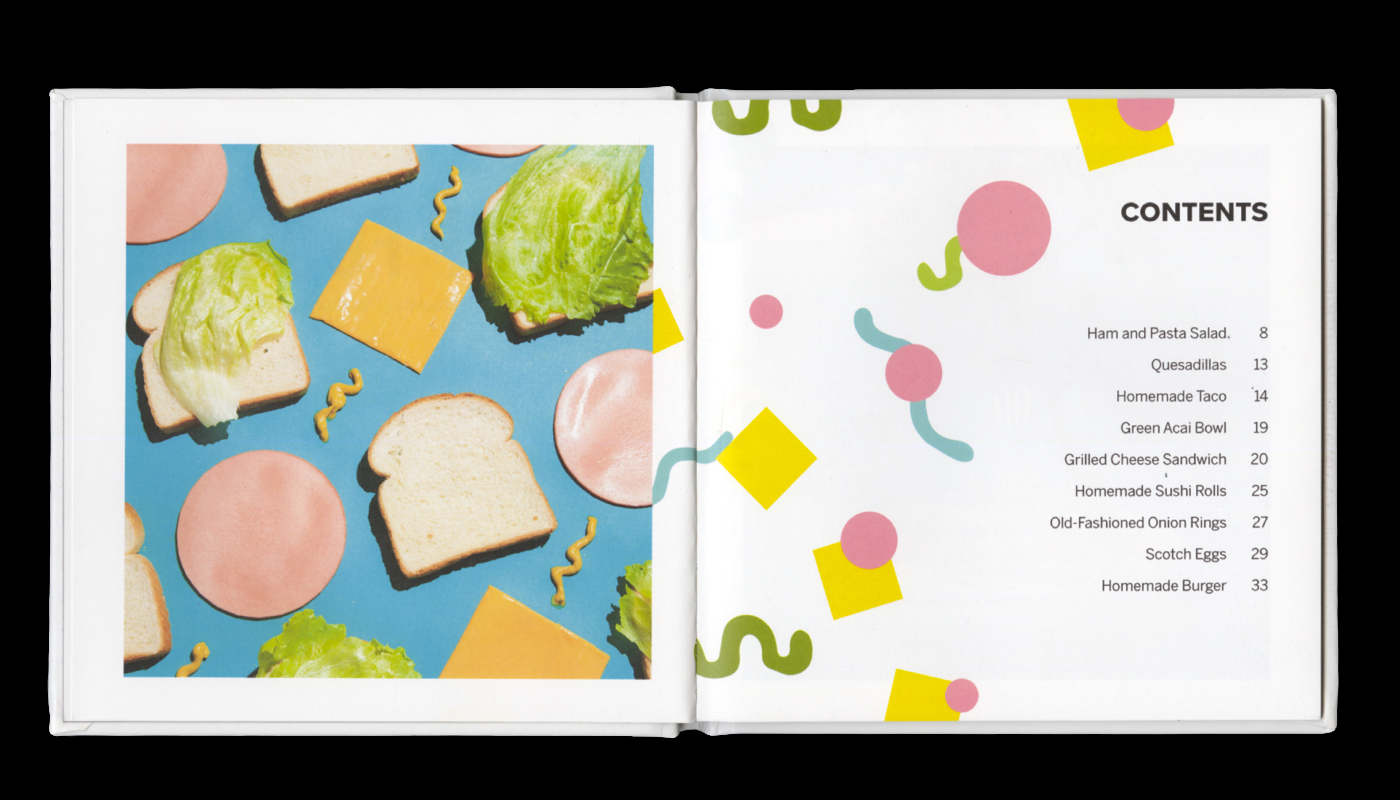 CONTENTS
Ham and Pasta Salad. 8
Quesadillas 13
Homemade Taco 14
Green Acai Bowl 19
Grilled Cheese Sandwich 20
Homemade Sushi Rolls 25
Old-Fashioned Onion Rings 27
Scotch Eggs 29
Homemade Burger 33